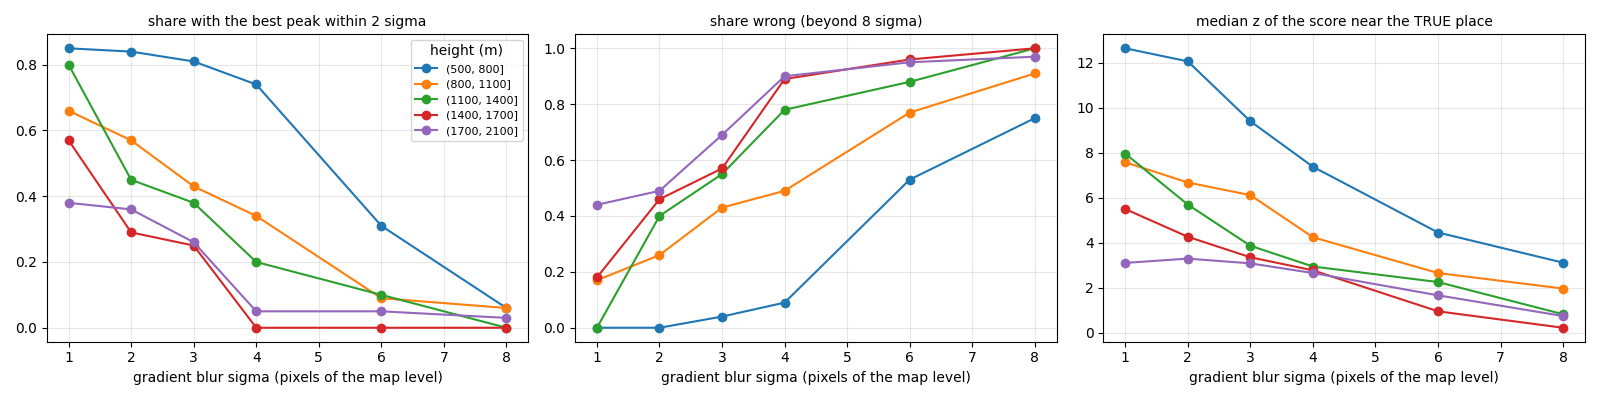 share with the best peak within 2 sigma
0.8
0.6
0.4
0.2
0.0
height (m)
(500, 800]
(800, 1100]
(1100, 1400]
(1400, 1700]
(1700, 2100]
1 2 3 4 5 6 7 8
gradient blur sigma (pixels of the map level)
share wrong (beyond 8 sigma)
1.0
0.8
0.6
0.4
0.2
0.0
1 2 3 4 5 6 7 8
gradient blur sigma (pixels of the map level)
median z of the score near the TRUE place
12
10
8
6
4
2
0
1 2 3 4 5 6 7 8
gradient blur sigma (pixels of the map level)